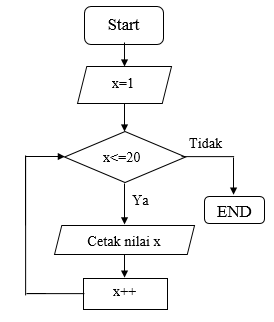 Start
x=1
x<=20
Tidak
Ya
END
Cetak nilai x
x++